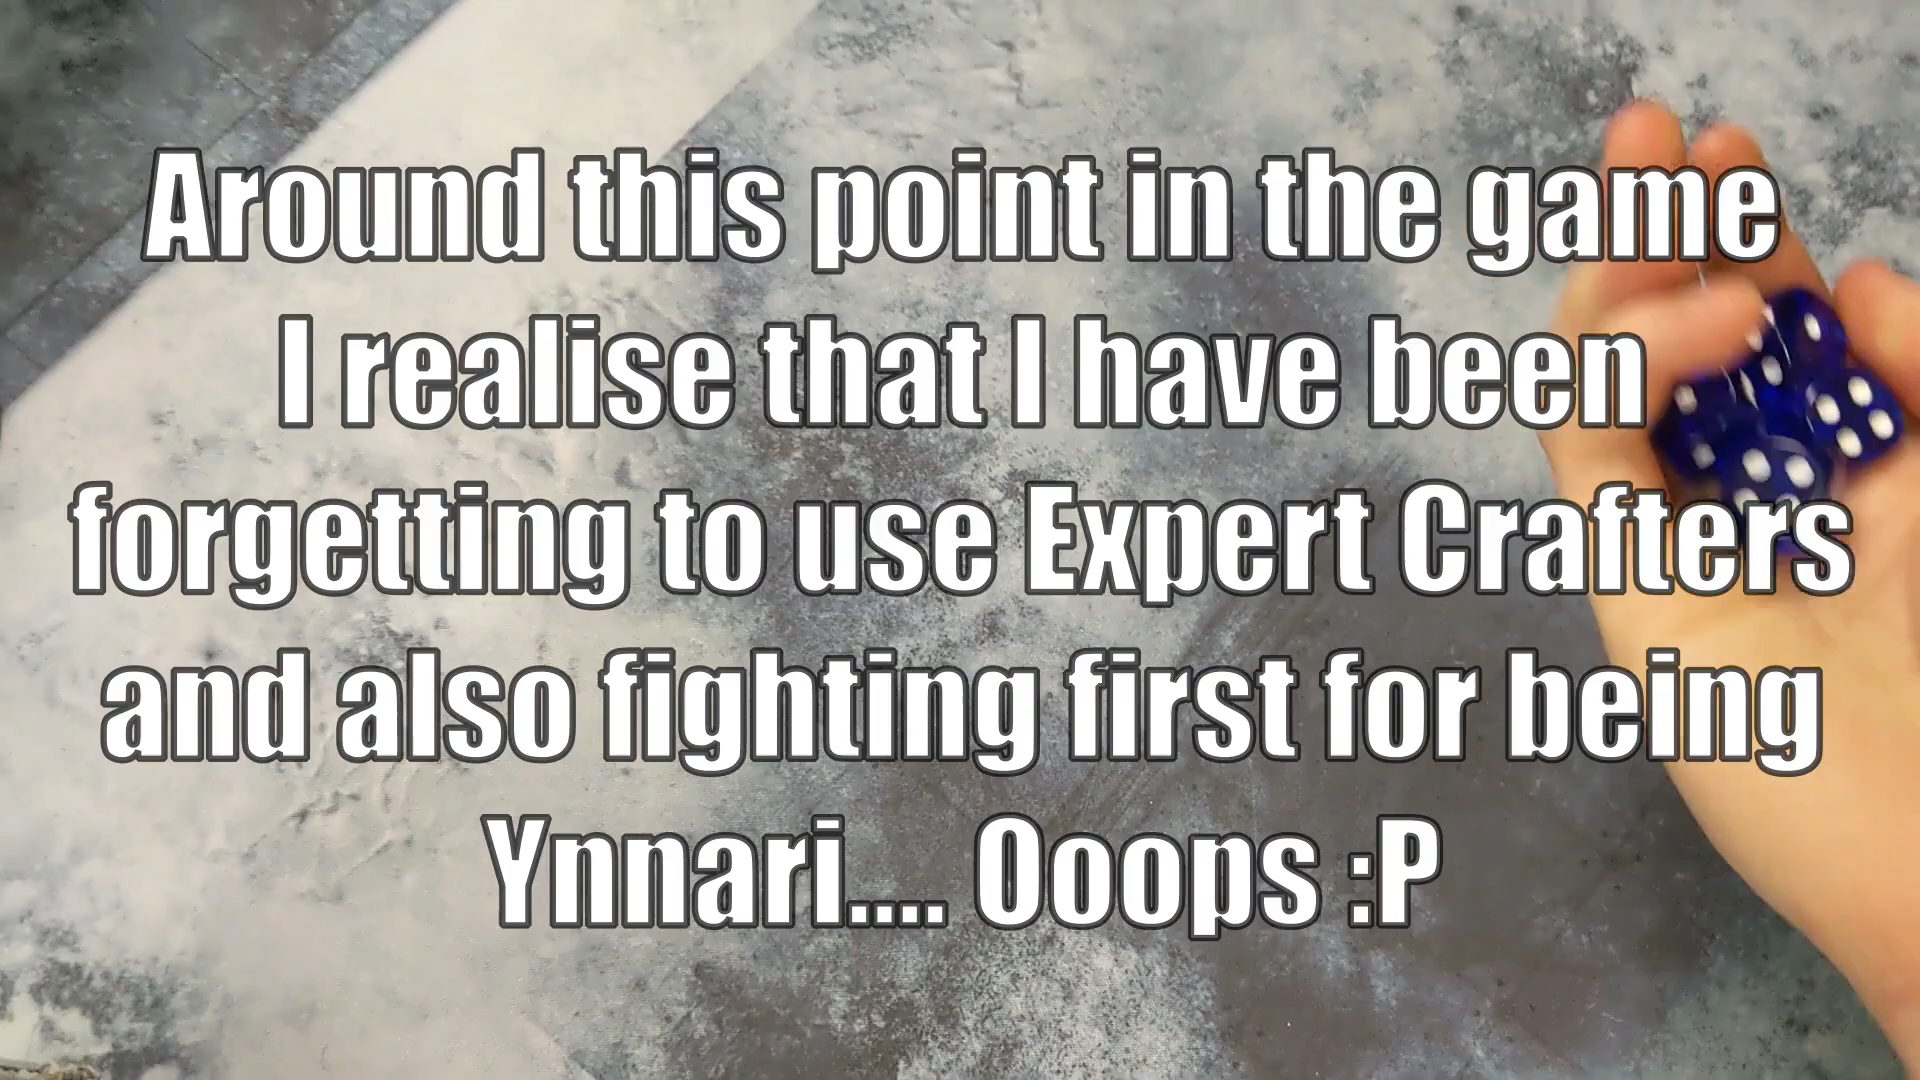 Around this point in the game
I realise that I have been
forgetting to use Expert Crafters
and also fighting first for being
Ynnari.... Ooops :P